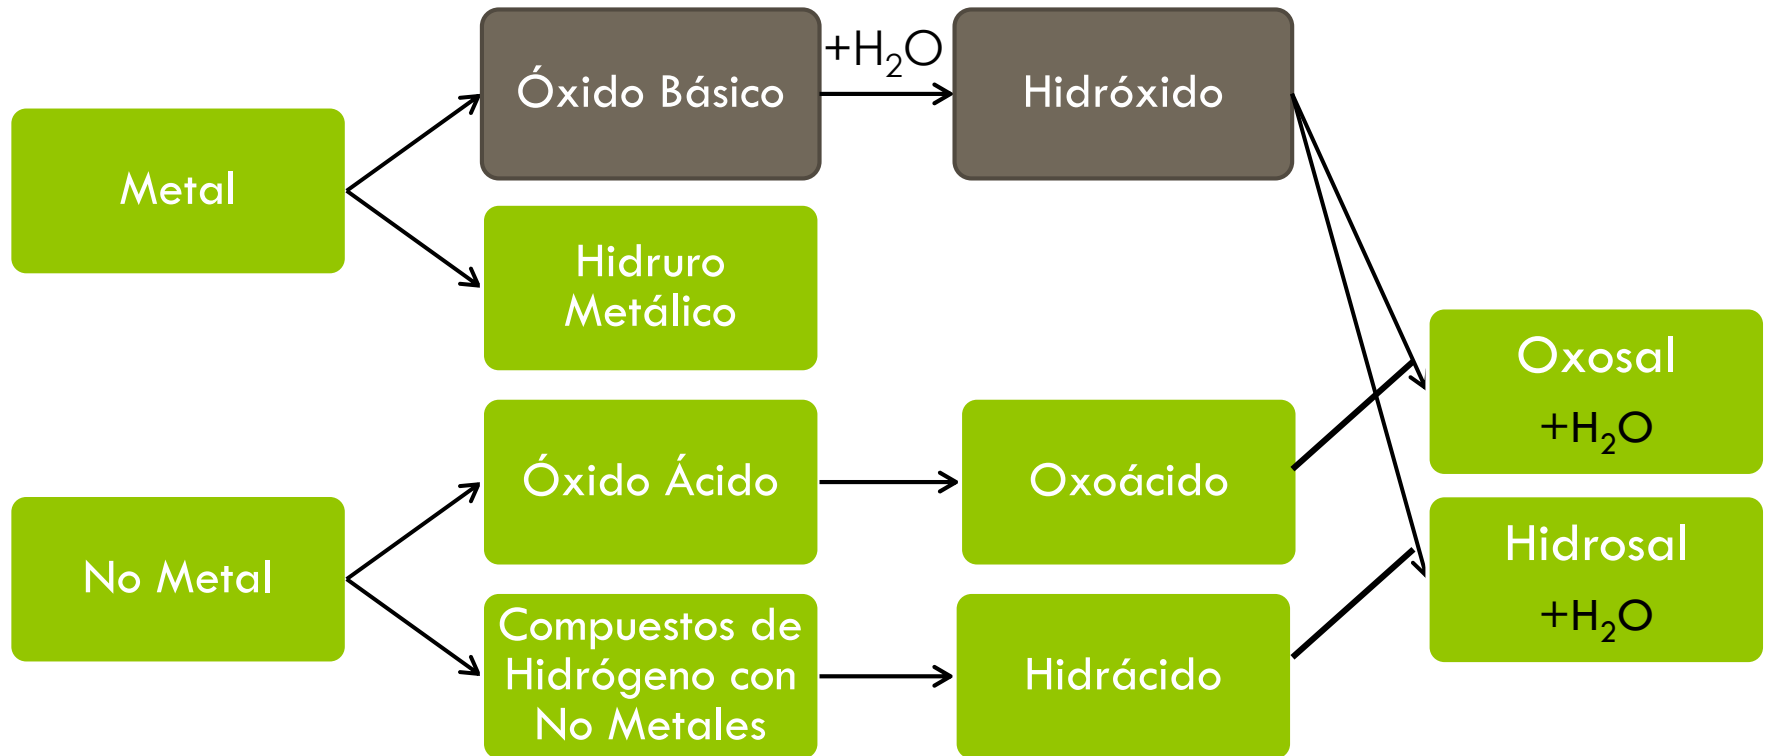 Metal
Óxido Básico
+H₂O
Hidróxido
Hidruro
Metálico
Oxosal
+H₂O
No Metal
Óxido Ácido
Oxoácido
Hidrosal
+H₂O
Compuestos de
Hidrógeno con
No Metales
Hidrácido